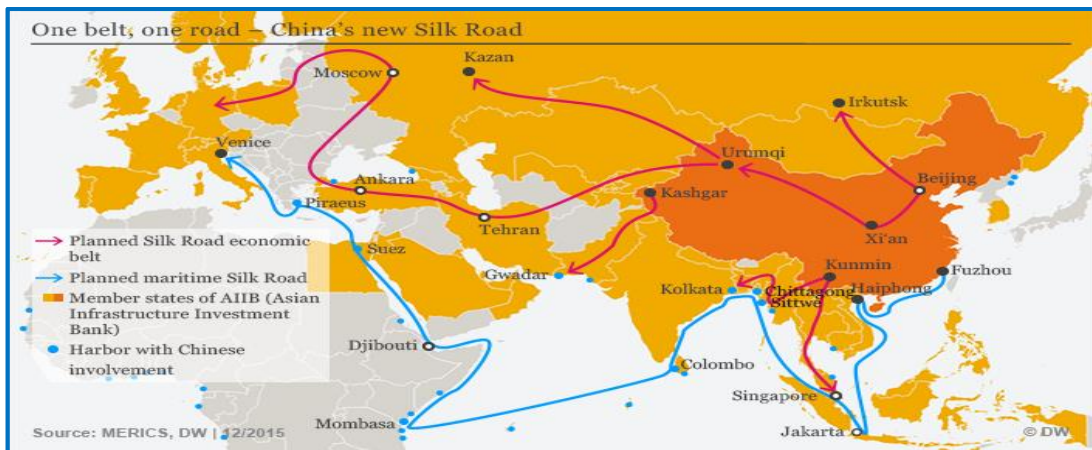 One belt, one road – China's new Silk Road
Kazan
Moscow
Irkutsk
Venice
Urumqi
Ankara
Kashgar
Beijing
Piraeus
Tehran
Xi'an
Planned Silk Road economic
belt
Suez
Planned maritime Silk Road
Gwadar
Kunmin
Fuzhou
Member states of AIIB (Asian
Infrastructure Investment
Bank)
Kolkata
Chittagong
Haiphong
Sittwe
Harbor with Chinese
involvement
Djibouti
Colombo
Singapore
Mombasa
Jakarta
Source: MERICS, DW | 12/2015
© DW